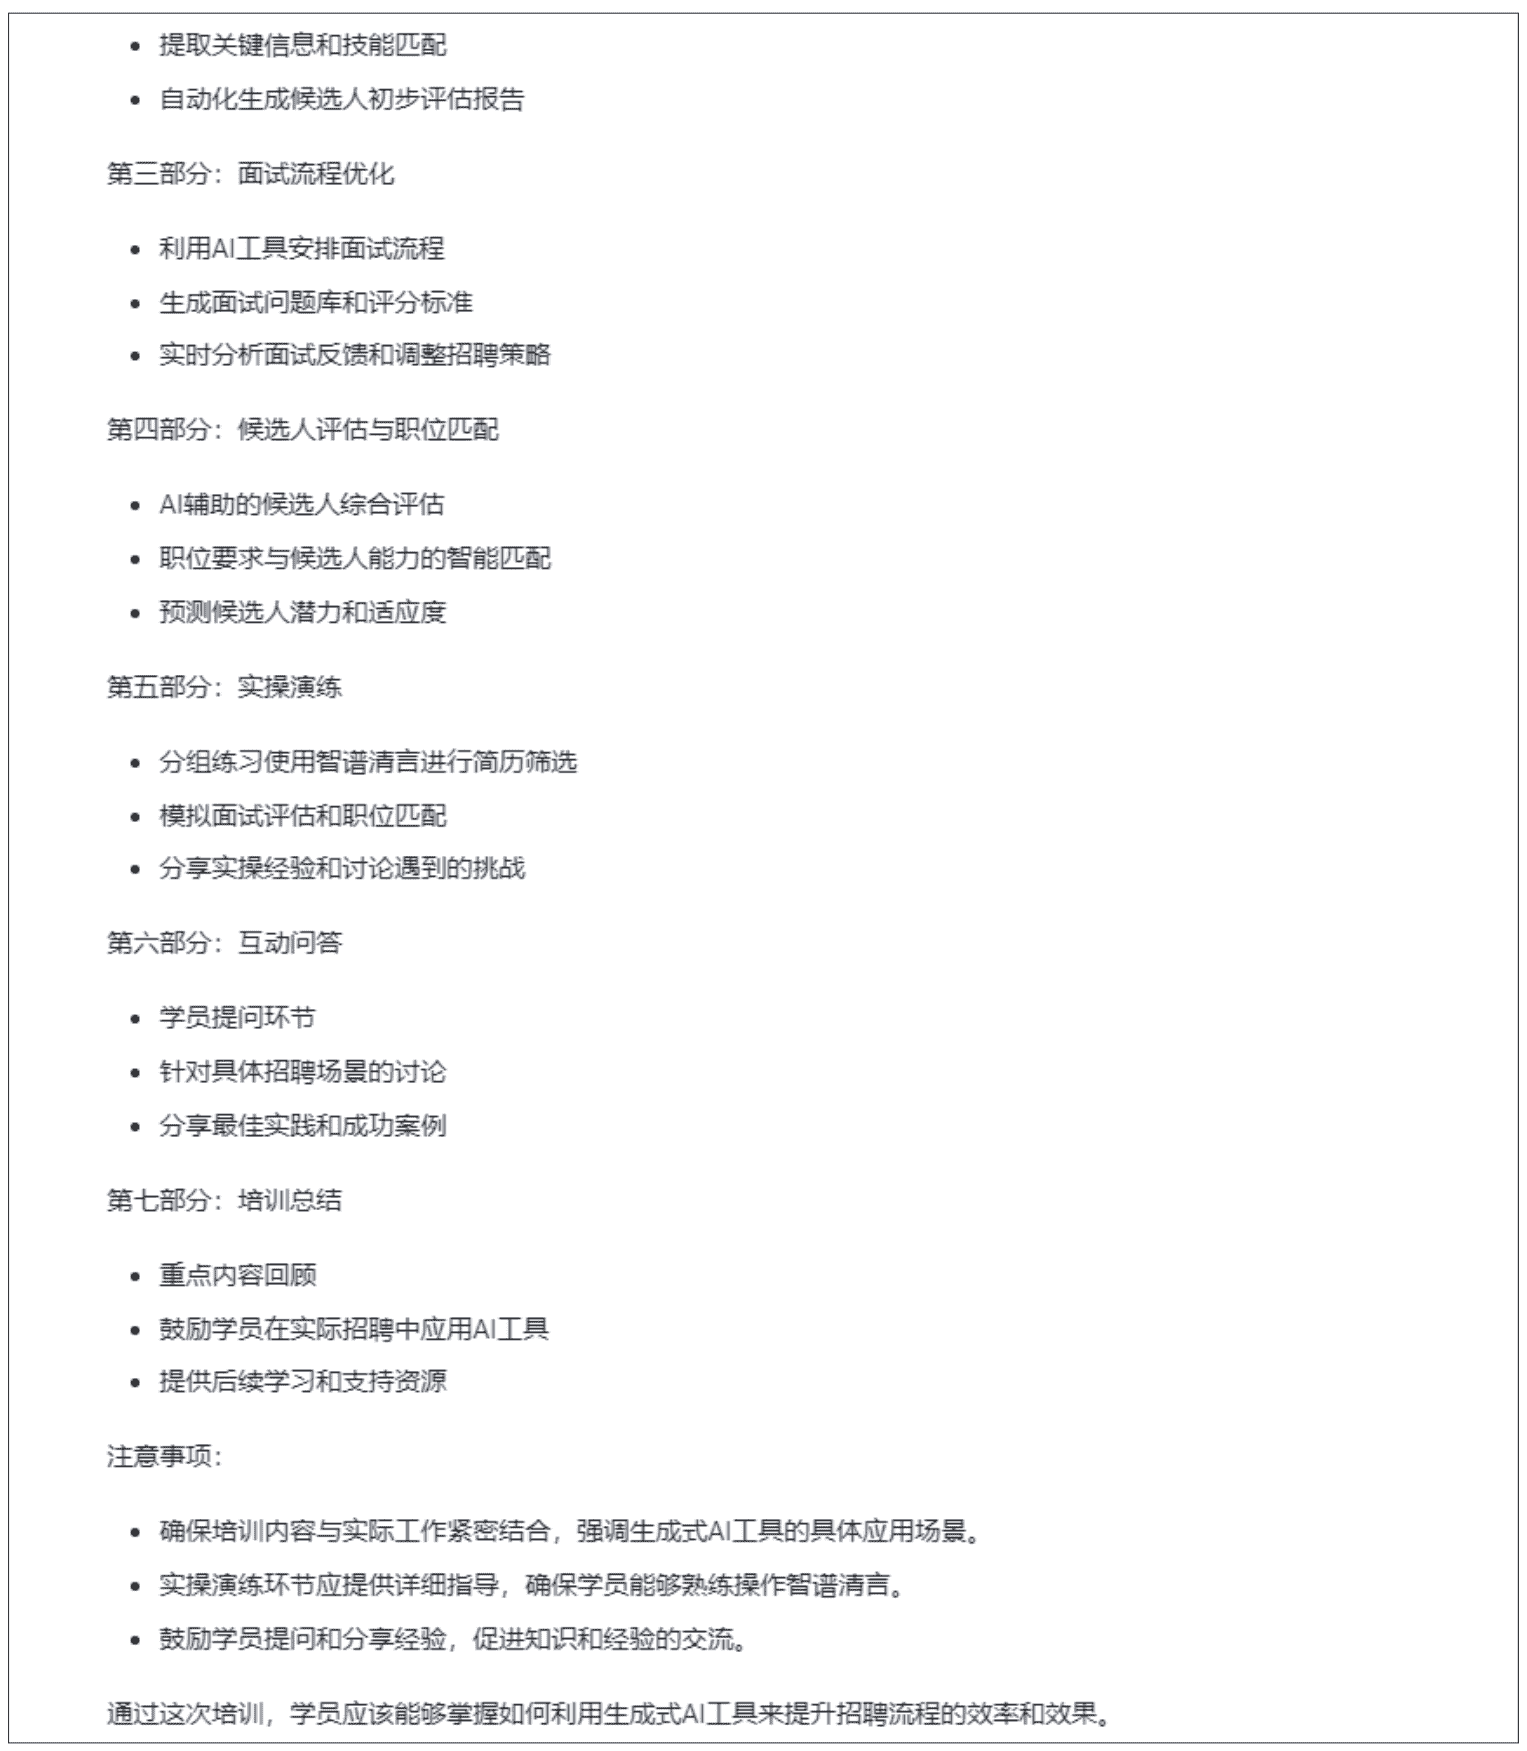 • 提取关键信息和技能匹配
• 自动化生成候选人初步评估报告
第三部分：面试流程优化
• 利用AI工具安排面试流程
• 生成面试问题库和评分标准
• 实时分析面试反馈和调整招聘策略
第四部分：候选人评估与职位匹配
• AI辅助的候选人综合评估
• 职位要求与候选人能力的智能匹配
• 预测候选人潜力和适应度
第五部分：实操演练
• 分组练习使用智谱清言进行简历筛选
• 模拟面试评估和职位匹配
• 分享实操经验和讨论遇到的挑战
第六部分：互动问答
• 学员提问环节
• 针对具体招聘场景的讨论
• 分享最佳实践和成功案例
第七部分：培训总结
• 重点内容回顾
• 鼓励学员在实际招聘中应用AI工具
• 提供后续学习和支持资源
注意事项：
• 确保培训内容与实际工作紧密结合，强调生成式AI工具的具体应用场景。
• 实操演练环节应提供详细指导，确保学员能够熟练操作智谱清言。
• 鼓励学员提问和分享经验，促进知识和经验的交流。
通过这次培训，学员应该能够掌握如何利用生成式AI工具来提升招聘流程的效率和效果。